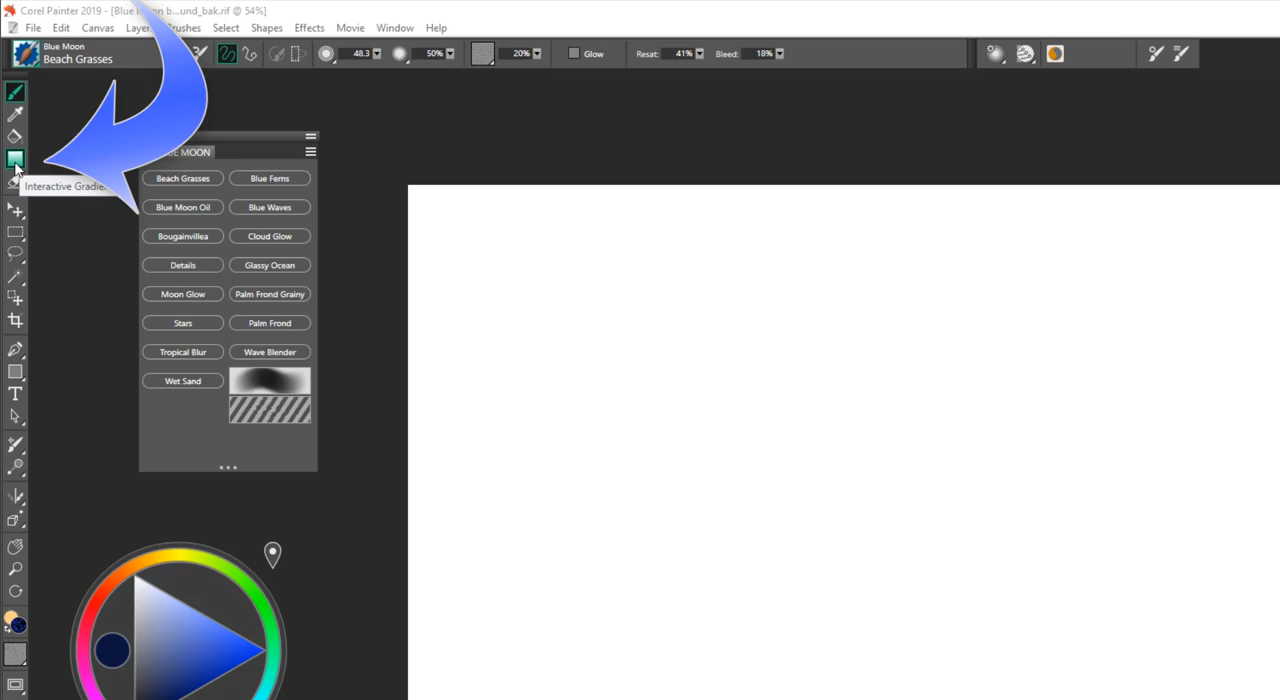 Corel Painter 2019 - [Blue Moon b...und_bak.rif @ 54%]
File Edit Canvas Layers Brushes Select Shapes Effects Movie Window Help
Blue Moon
Beach Grasses
48.3 50% 20% Glow Resat: 41% Bleed: 18%
MOON
Interactive
Beach Grasses Blue Ferns
Blue Moon Oil Blue Waves
Bougainvillea Cloud Glow
Details Glassy Ocean
Moon Glow Palm Frond Grainy
Stars Palm Frond
Tropical Blur Wave Blender
Wet Sand
T